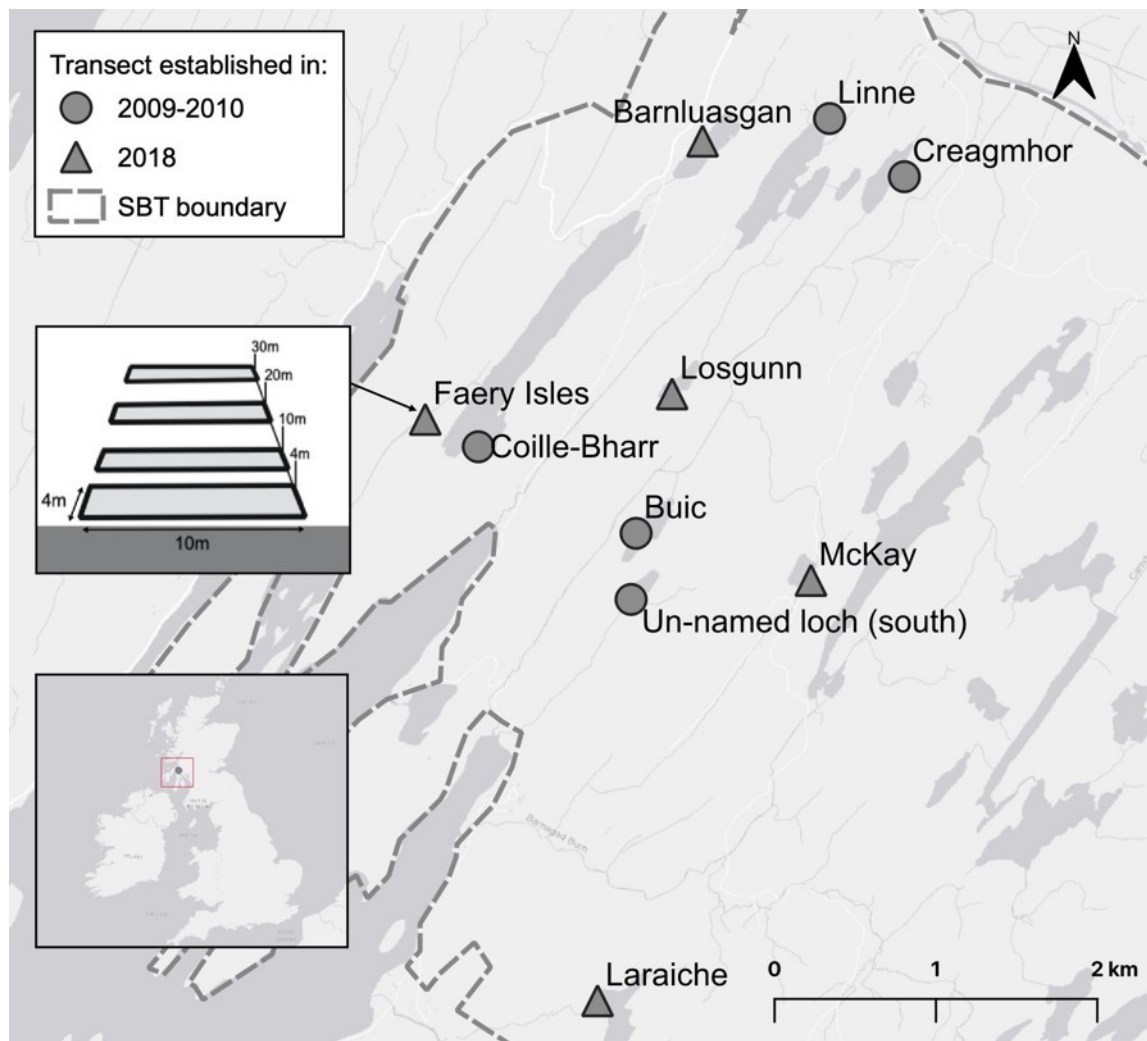 Transect established in:
2009-2010
2018
SBT boundary
N
Linne
Barnluasgan
Creagmhor
30m
20m
10m
4m
4m
10m
Faery Isles
Losgunn
Coille-Bharr
Buic
McKay
Un-named loch (south)
Barnagad Burn
Laraiche
0 1 2 km